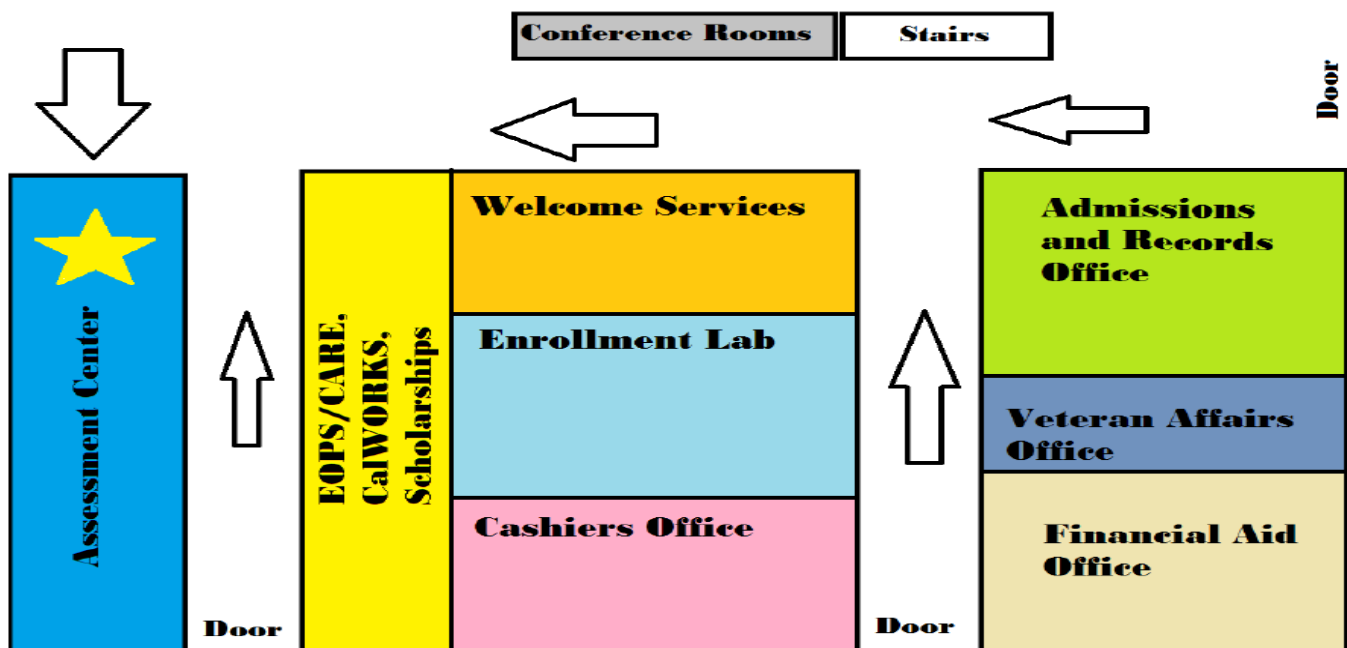 Conference Rooms
Stairs
Door
Assessment Center
EOPS/CARE,
CalWORKS,
Scholarships
Welcome Services
Enrollment Lab
Cashiers Office
Admissions
and Records
Office
Veteran Affairs
Office
Financial Aid
Office
Door
Door